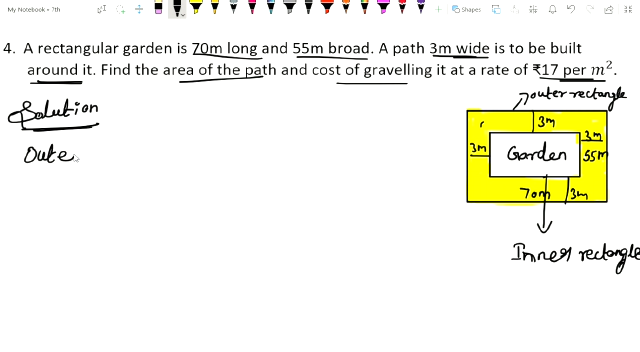 My Notebook • 7th
Shapes
4. A rectangular garden is 70m long and 55m broad. A path 3m wide is to be built
around it. Find the area of the path and cost of gravelling it at a rate of ₹17 per m².
Solution
outer rectangle
3m
3m
3m
Garden
55m
Oute
70m
3m
Inner rectangle